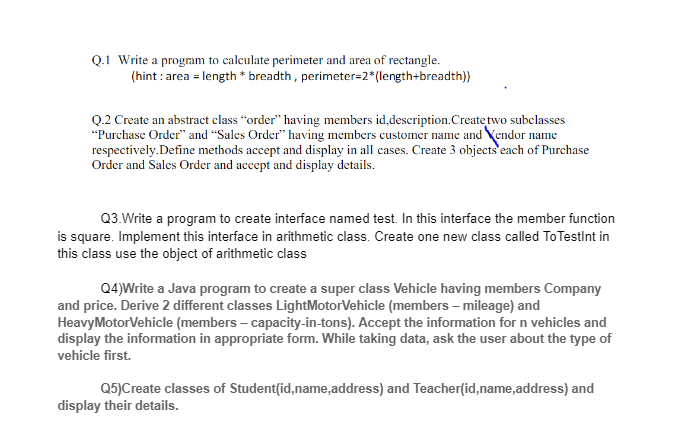 Q.1 Write a program to calculate perimeter and area of rectangle.
(hint : area = length * breadth , perimeter=2*(length+breadth))
Q.2 Create an abstract class “order” having members id,description.Create two subclasses
“Purchase Order” and “Sales Order” having members customer name and Vendor name
respectively.Define methods accept and display in all cases. Create 3 objects each of Purchase
Order and Sales Order and accept and display details.
Q3.Write a program to create interface named test. In this interface the member function
is square. Implement this interface in arithmetic class. Create one new class called ToTestInt in
this class use the object of arithmetic class
Q4)Write a Java program to create a super class Vehicle having members Company
and price. Derive 2 different classes LightMotorVehicle (members – mileage) and
HeavyMotorVehicle (members – capacity-in-tons). Accept the information for n vehicles and
display the information in appropriate form. While taking data, ask the user about the type of
vehicle first.
Q5)Create classes of Student(id,name,address) and Teacher(id,name,address) and
display their details.